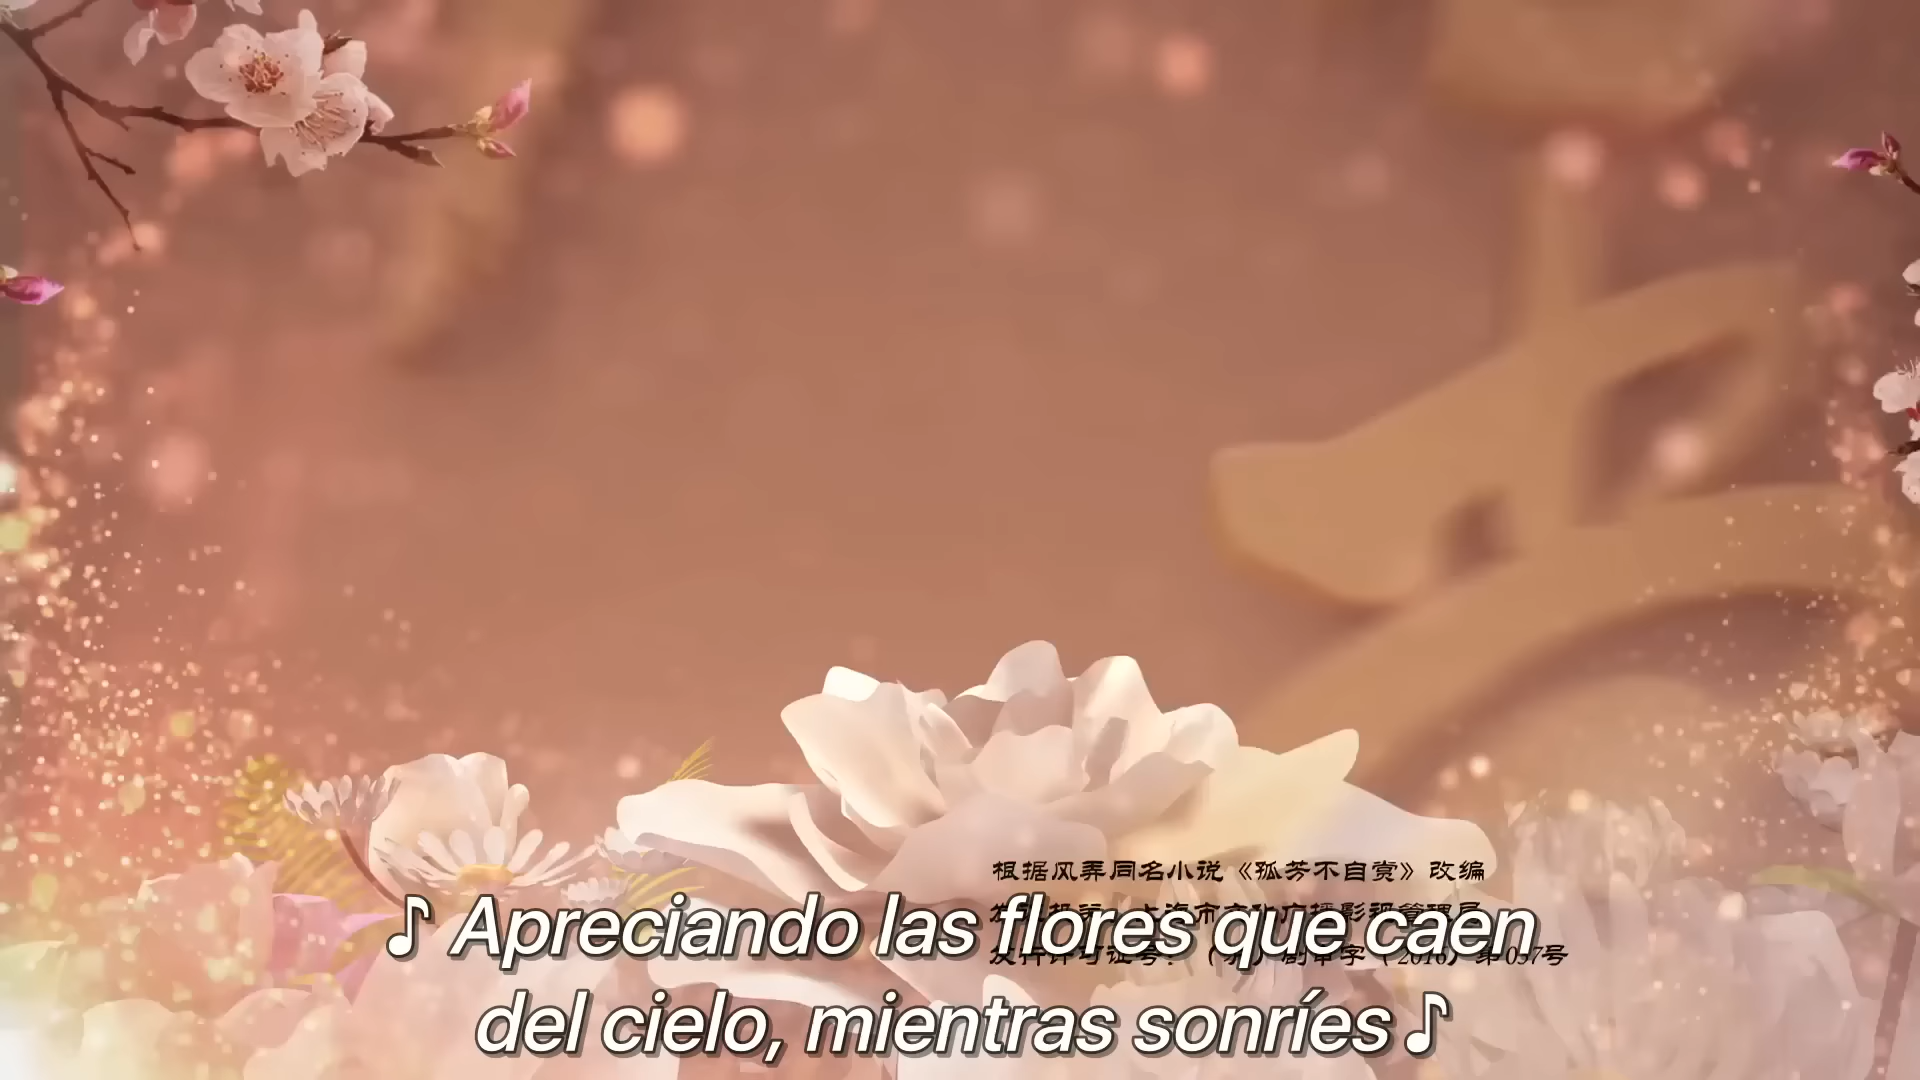 根据风弄同名小说《孤芳不自赏》改编
♪ Apreciando las flores que caen
del cielo, mientras sonríes ♪